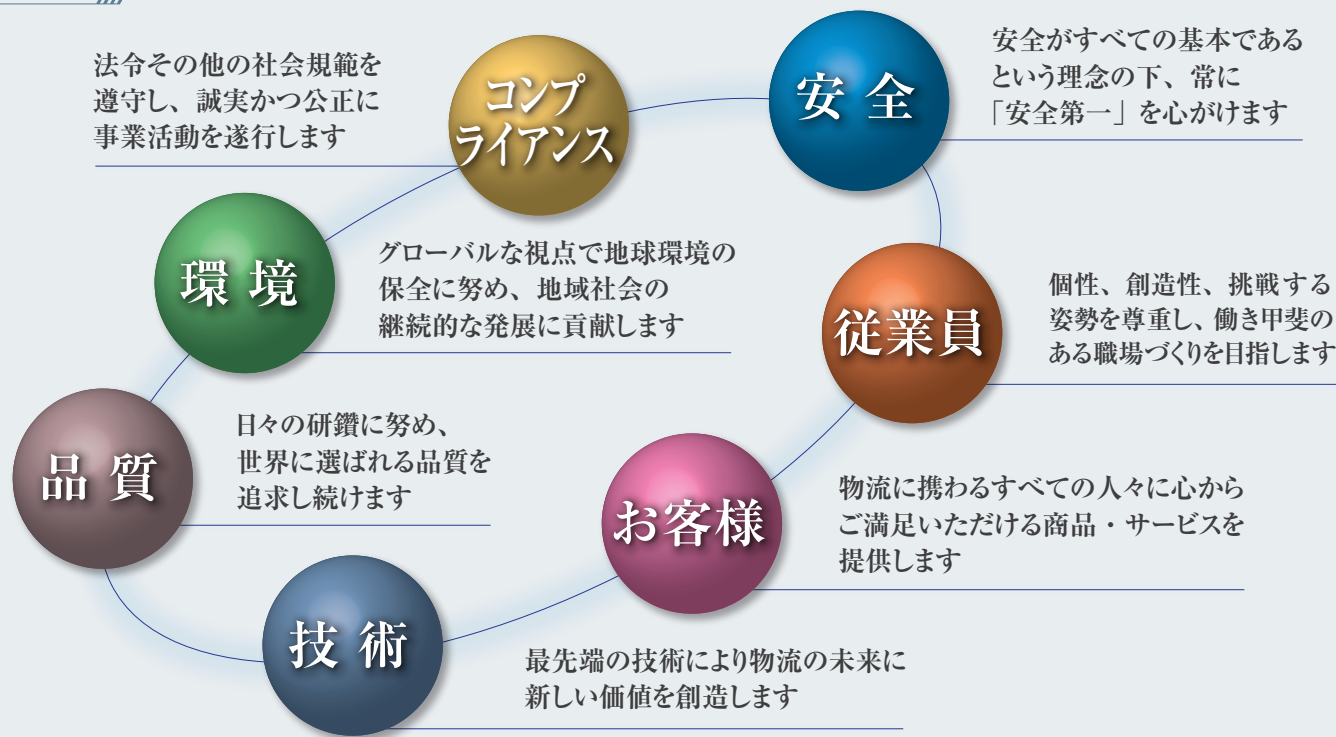 法令その他の社会規範を
遵守し、誠実かつ公正に
事業活動を遂行します
コンプ
ライアンス
安全
安全がすべての基本である
という理念の下、常に
「安全第一」を心がけます
環境
グローバルな視点で地球環境の
保全に努め、地域社会の
継続的な発展に貢献します
従業員
個性、創造性、挑戦する
姿勢を尊重し、働き甲斐の
ある職場づくりを目指します
品質
日々の研鑽に努め、
世界に選ばれる品質を
追求し続けます
お客様
物流に携わるすべての人々に心から
ご満足いただける商品・サービスを
提供します
技術
最先端の技術により物流の未来に
新しい価値を創造します